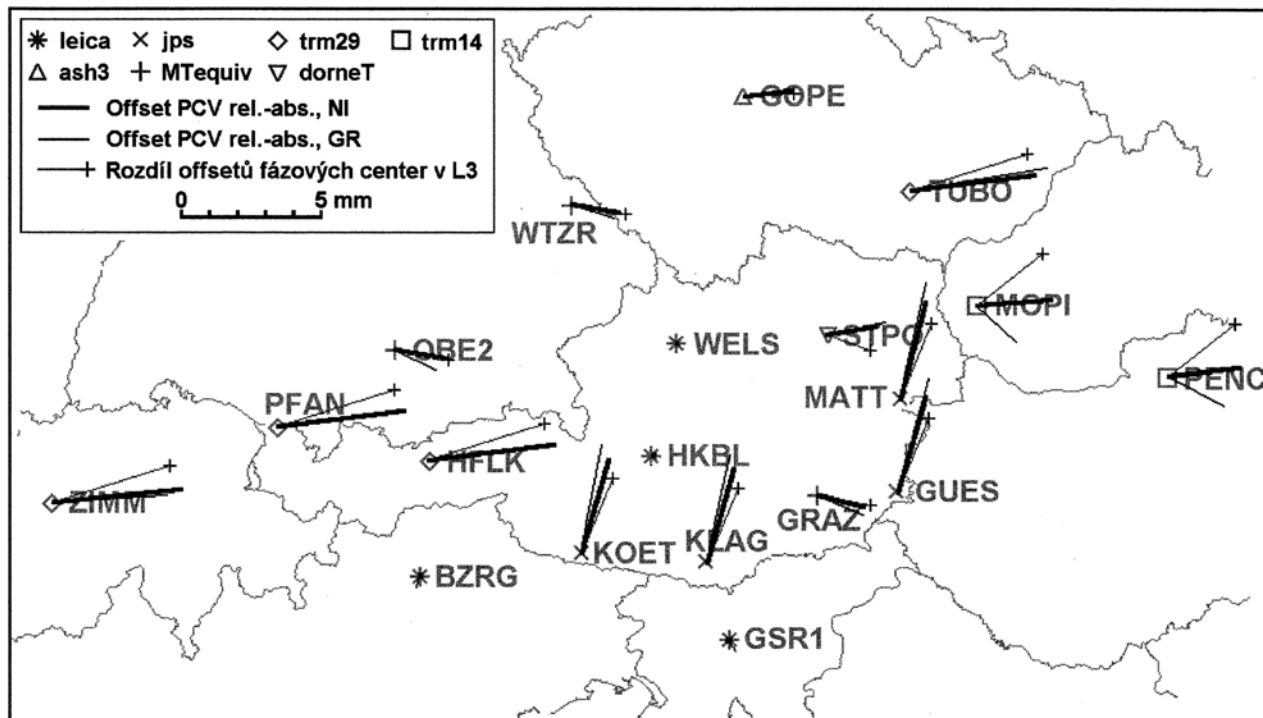 leica jps trm29 trm14
ash3 MTequiv dorneT
Offset PCV rel.-abs., NI
Offset PCV rel.-abs., GR
Rozdíl offsetů fázových center v L3
0 5 mm
GOPE
TUBO
WTZR
MOPI
OBE2
WELS
STPO
PENC
PFAN
MATT
HFLK
HKBL
ZIMM
GUES
GRAZ
KOET
KLAG
BZRG
GSR1